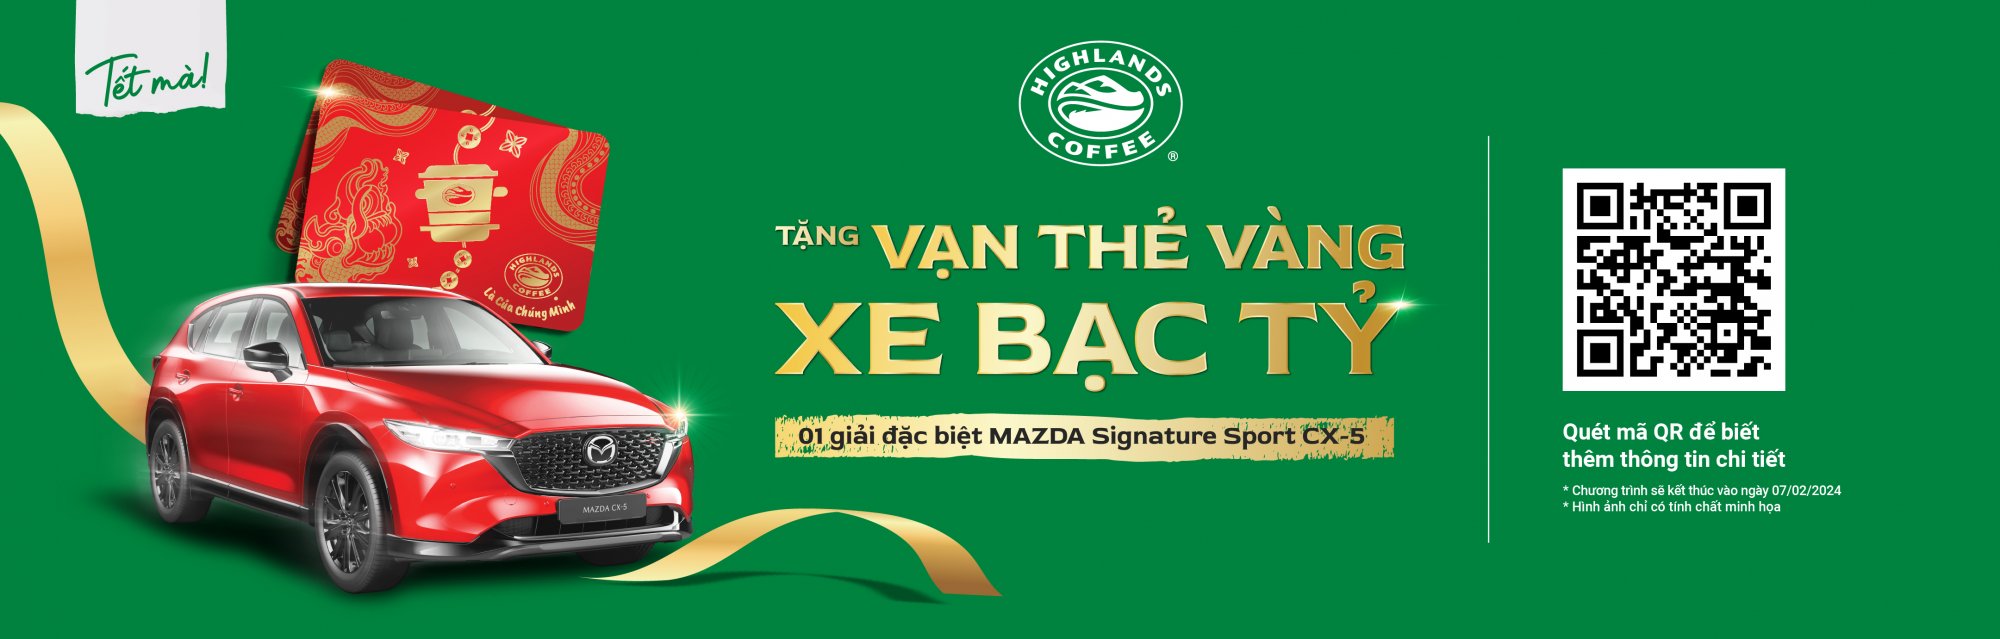 Tết mà!
HIGHLANDS
COFFEE
®
TẶNG VẠN THẺ VÀNG
XE BẠC TỶ
01 giải đặc biệt MAZDA Signature Sport CX-5
HIGHLANDS
COFFEE
Là Của Chúng Mình
MAZDA CX-5
Quét mã QR để biết
thêm thông tin chi tiết
* Chương trình sẽ kết thúc vào ngày 07/02/2024
* Hình ảnh chỉ có tính chất minh họa